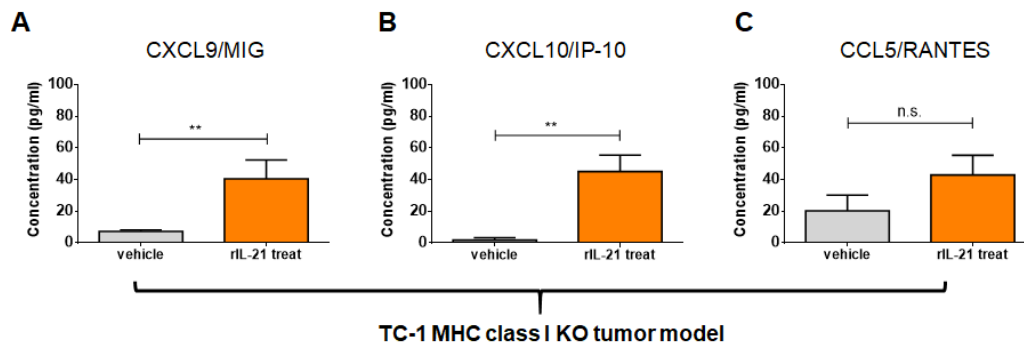 A
CXCL9/MIG
Concentration (pg/ml)
100
80
60
40
20
0
**
vehicle
rIL-21 treat
B
CXCL10/IP-10
Concentration (pg/ml)
100
80
60
40
20
0
**
vehicle
rIL-21 treat
C
CCL5/RANTES
Concentration (pg/ml)
100
80
60
40
20
0
n.s.
vehicle
rIL-21 treat
TC-1 MHC class I KO tumor model